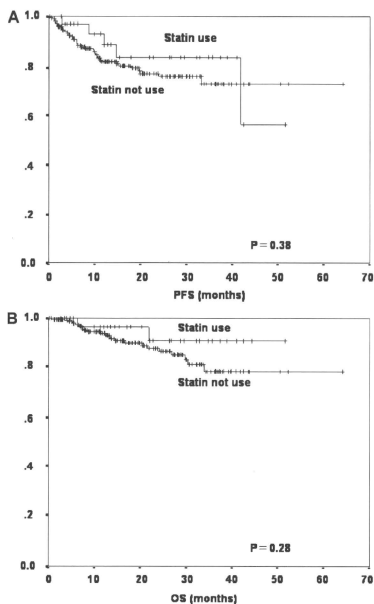 A
1.0
.8
.6
.4
.2
0.0
Statin use
Statin not use
P = 0.38
0 10 20 30 40 50 60 70
PFS (months)
B
1.0
.8
.6
.4
.2
0.0
Statin use
Statin not use
P = 0.28
0 10 20 30 40 50 60 70
OS (months)